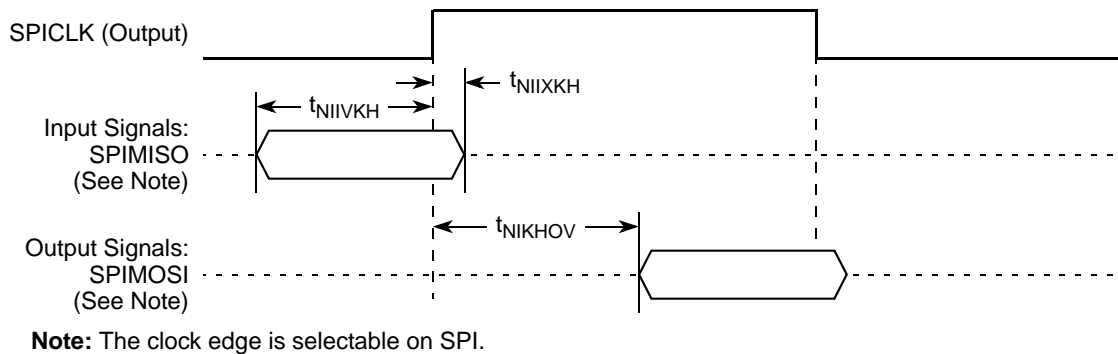 SPICLK (Output)
tNIIXKH
tNIIVKH
Input Signals:
SPIMISO
(See Note)
tNIKHOV
Output Signals:
SPIMOSI
(See Note)
Note: The clock edge is selectable on SPI.